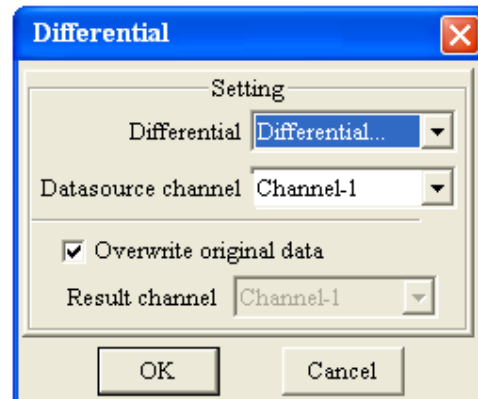 Differential
Setting
Differential Differential...
Datasource channel Channel-1
Overwrite original data
Result channel Channel-1
OK Cancel